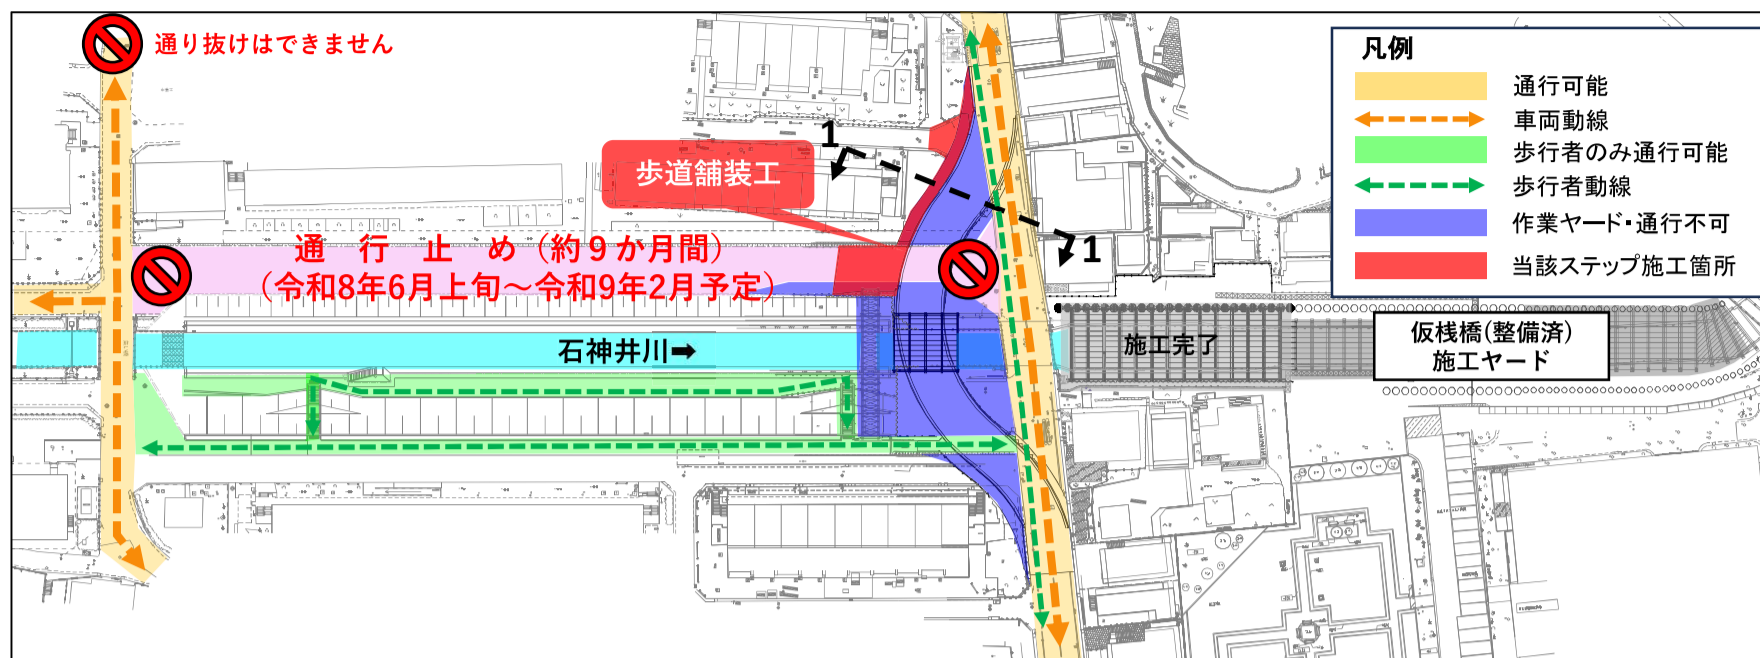 通り抜けはできません
凡例
通行可能
車両動線
歩行者のみ通行可能
歩行者動線
作業ヤード・通行不可
当該ステップ施工箇所
1
歩道舗装工
1
通 行 止 め (約9か月間)
(令和8年6月上旬～令和9年2月予定)
石神井川➡
施工完了
仮桟橋(整備済)
施工ヤード